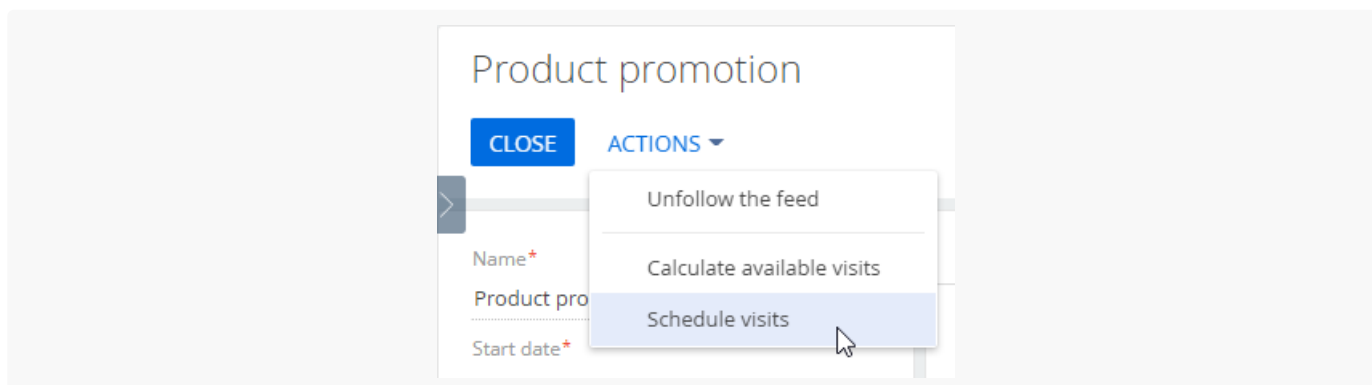 Product promotion
CLOSE ACTIONS
Unfollow the feed
Name*
Calculate available visits
Product pro
Schedule visits
Start date*